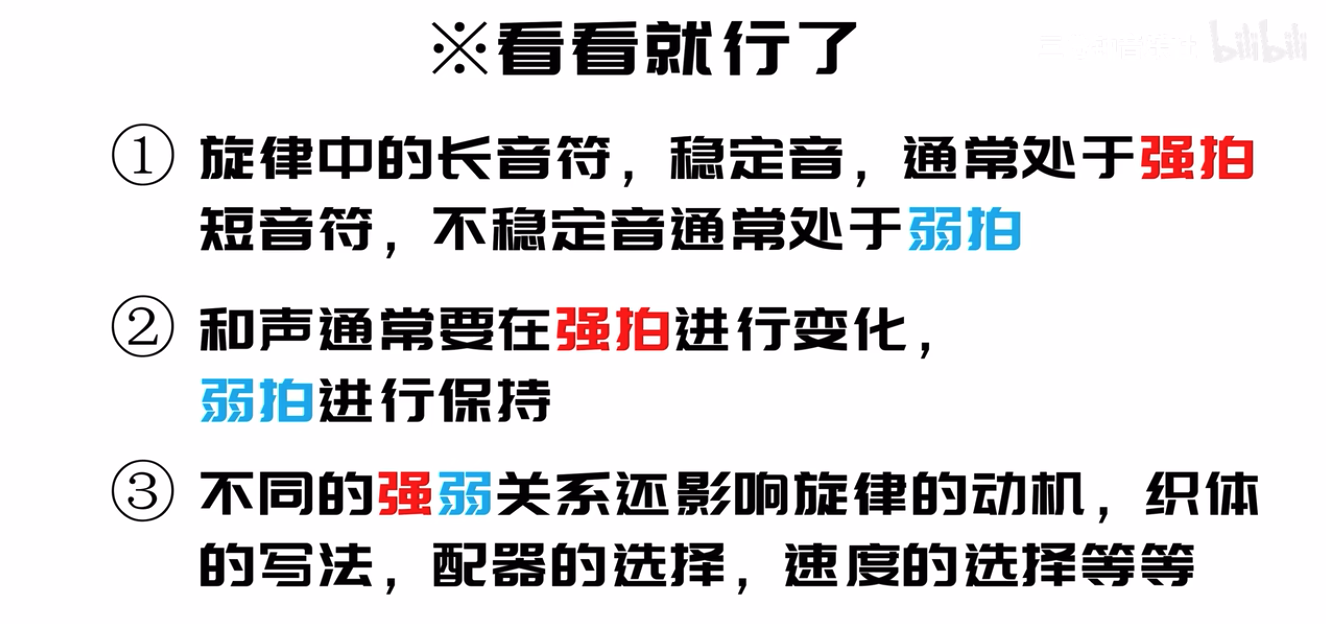 ※看看就行了
bilibili
① 旋律中的长音符，稳定音，通常处于强拍
短音符，不稳定音通常处于弱拍
② 和声通常要在强拍进行变化，
弱拍进行保持
③ 不同的强弱关系还影响旋律的动机，织体
的写法，配器的选择，速度的选择等等